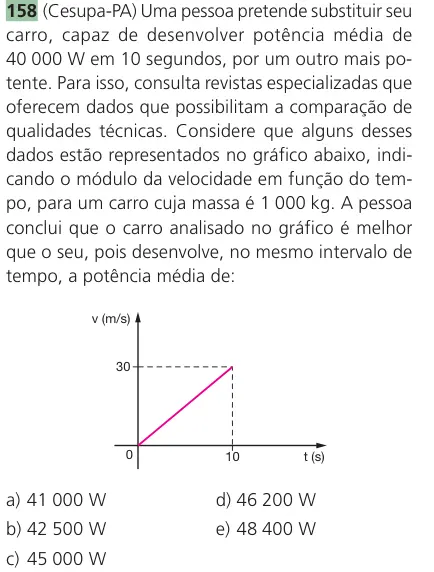 158 (Cesupa-PA) Uma pessoa pretende substituir seu
carro, capaz de desenvolver potência média de
40 000 W em 10 segundos, por um outro mais po-
tente. Para isso, consulta revistas especializadas que
oferecem dados que possibilitam a comparação de
qualidades técnicas. Considere que alguns desses
dados estão representados no gráfico abaixo, indi-
cando o módulo da velocidade em função do tem-
po, para um carro cuja massa é 1 000 kg. A pessoa
conclui que o carro analisado no gráfico é melhor
que o seu, pois desenvolve, no mesmo intervalo de
tempo, a potência média de:
v (m/s)
30
0 10 t (s)
a) 41 000 W d) 46 200 W
b) 42 500 W e) 48 400 W
c) 45 000 W